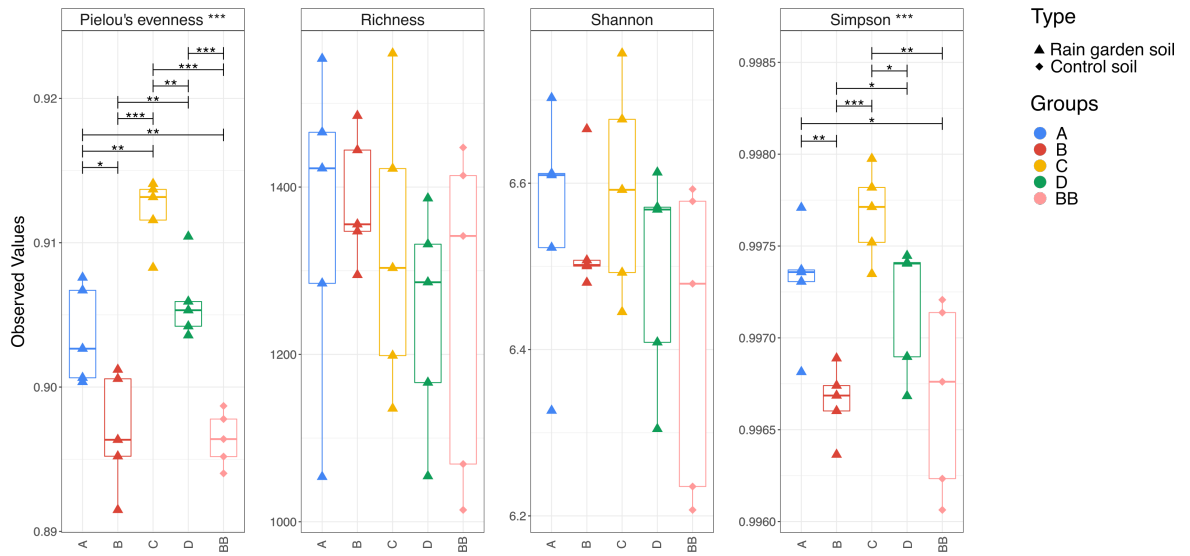 Pielou's evenness ***
Richness
Shannon
Simpson ***
Type
Rain garden soil
Control soil
Groups
A
B
C
D
BB
Observed Values
0.92
0.91
0.90
0.89
***
***
**
**
***
**
**
*
A
B
C
D
BB
1400
1200
1000
A
B
C
D
BB
6.6
6.4
6.2
A
B
C
D
BB
0.9985
0.9980
0.9975
0.9970
0.9965
0.9960
**
*
*
***
*
**
A
B
C
D
BB